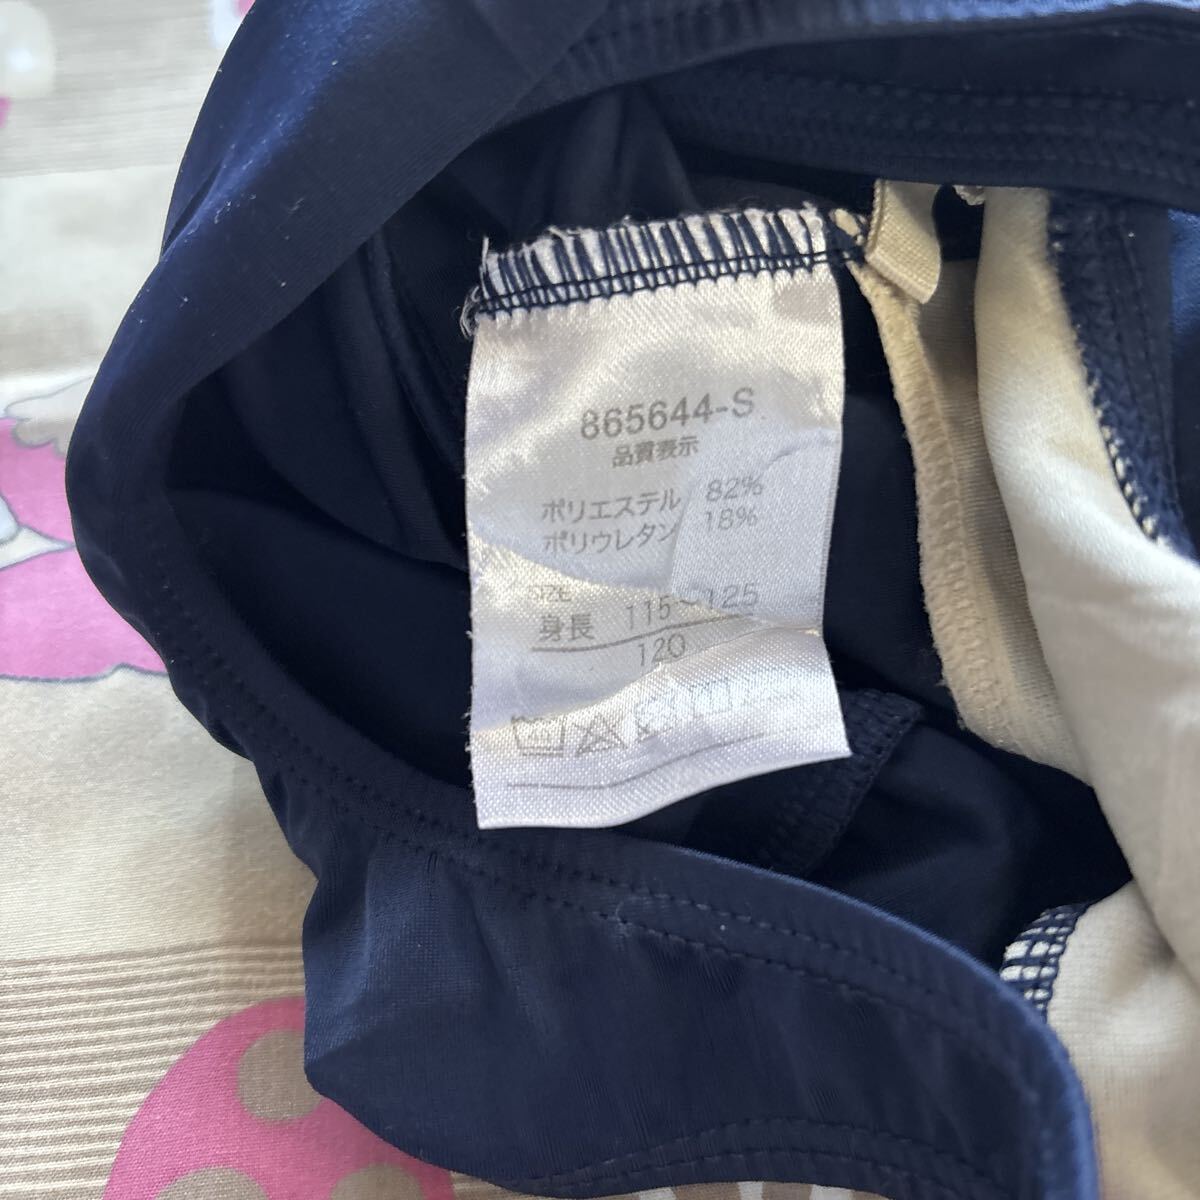 865644-S
品質表示
ポリエステル 82%
ポリウレタン 18%
SIZE
身長 115〜125
120